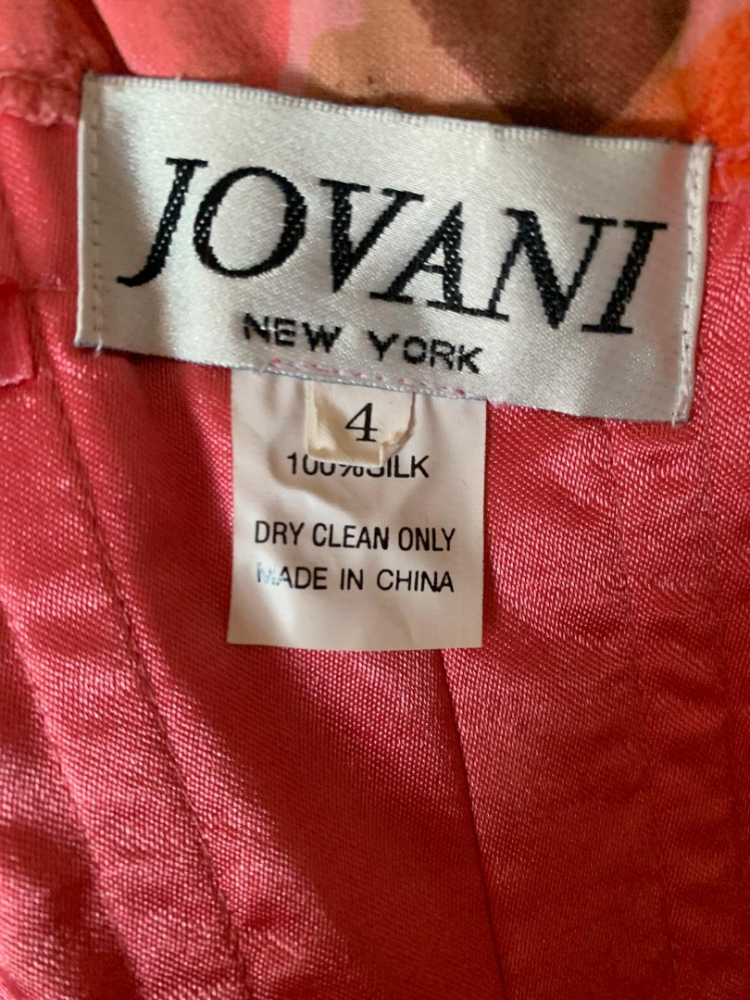 JOVANI
NEW YORK
4
100% SILK
DRY CLEAN ONLY
MADE IN CHINA